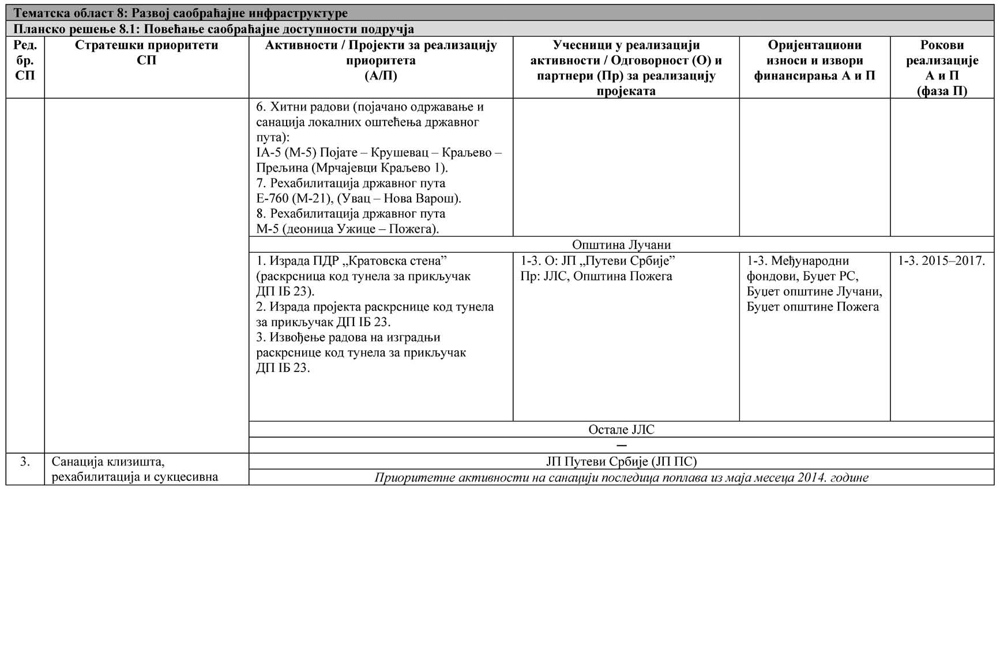 Тематска област 8: Развој саобраћајне инфраструктуре
Планско решење 8.1: Повећање саобраћајне доступности подручја
Ред.
бр.
СП
Стратешки приоритети
СП
Активности / Пројекти за реализацију
приоритета
(А/П)
Учесници у реализацији
активности / Одговорност (О) и
партнери (Пр) за реализацију
пројеката
Оријентациони
износи и извори
финансирања А и П
Рокови
реализације
А и П
(фаза П)
6. Хитни радови (појачано одржавање и
санација локалних оштећења државног
пута):
IA-5 (М-5) Појате – Крушевац – Краљево –
Прељина (Мрчајевци Краљево 1).
7. Рехабилитација државног пута
Е-760 (М-21), (Увац – Нова Варош).
8. Рехабилитација државног пута
М-5 (деоница Ужице – Пожега).
Општина Лучани
1. Израда ПДР „Кратовска стена”
(раскрсница код тунела за прикључак
ДП IБ 23).
2. Израда пројекта раскрснице код тунела
за прикључак ДП IБ 23.
3. Извођење радова на изградњи
раскрснице код тунела за прикључак
ДП IБ 23.
1-3. О: ЈП „Путеви Србије”
Пр: ЈЛС, Општина Пожега
1-3. Међународни
фондови, Буџет РС,
Буџет општине Лучани,
Буџет општине Пожега
1-3. 2015–2017.
Остале ЈЛС
—
3.
Санација клизишта,
рехабилитација и сукцесивна
ЈП Путеви Србије (ЈП ПС)
Приоритетне активности на санацији последица поплава из маја месеца 2014. године